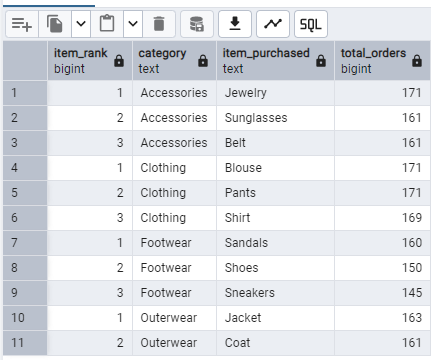 SQL
item_rank category item_purchased total_orders
bigint text text bigint
1 1 Accessories Jewelry 171
2 2 Accessories Sunglasses 161
3 3 Accessories Belt 161
4 1 Clothing Blouse 171
5 2 Clothing Pants 171
6 3 Clothing Shirt 169
7 1 Footwear Sandals 160
8 2 Footwear Shoes 150
9 3 Footwear Sneakers 145
10 1 Outerwear Jacket 163
11 2 Outerwear Coat 161